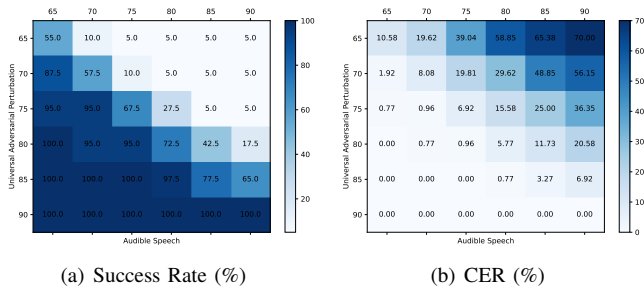 65 70 75 80 85 90
65 55.0 10.0 5.0 5.0 5.0 5.0
70 87.5 57.5 10.0 5.0 5.0 5.0
75 95.0 95.0 67.5 27.5 5.0 5.0
80 100.0 95.0 95.0 72.5 42.5 17.5
85 100.0 100.0 100.0 97.5 77.5 65.0
90 100.0 100.0 100.0 100.0 100.0 100.0
Universal Adversarial Perturbation
Audible Speech
100
80
60
40
20
(a) Success Rate (%)
65 70 75 80 85 90
65 10.58 19.62 39.04 58.85 65.38 70.00
70 1.92 8.08 19.81 29.62 48.85 56.15
75 0.77 0.96 6.92 15.58 25.00 36.35
80 0.00 0.77 0.96 5.77 11.73 20.58
85 0.00 0.00 0.00 0.77 3.27 6.92
90 0.00 0.00 0.00 0.00 0.00 0.00
Universal Adversarial Perturbation
Audible Speech
70
60
50
40
30
20
10
0
(b) CER (%)